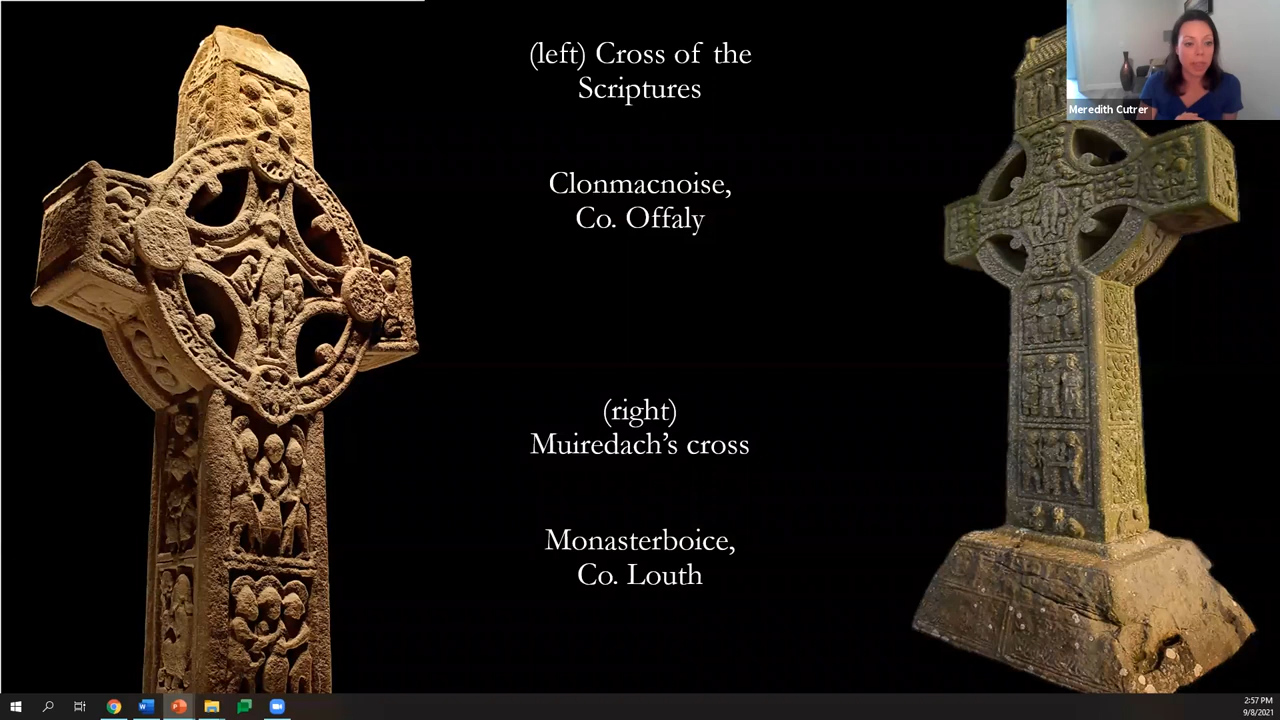 (left) Cross of the
Scriptures
Clonmacnoise,
Co. Offaly
(right)
Muiredach's cross
Monasterboice,
Co. Louth
Meredith Cutrer
2:57 PM
9/8/2021